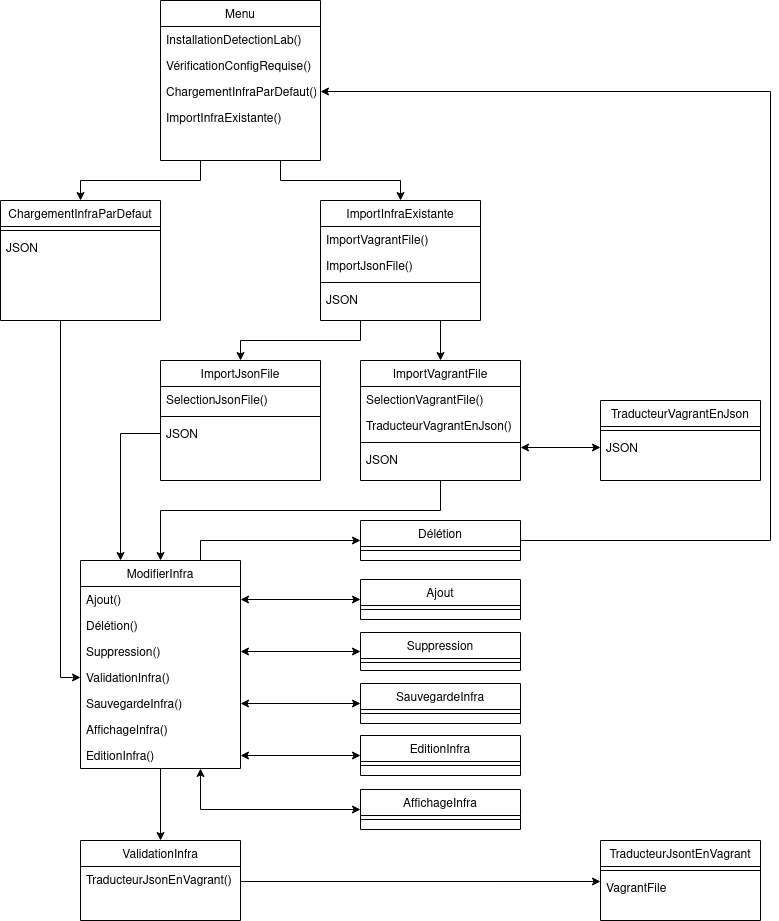 Menu
InstallationDetectionLab()
VérificationConfigRequise()
ChargementInfraParDefaut()
ImportInfraExistante()
ChargementInfraParDefaut
JSON
ImportInfraExistante
ImportVagrantFile()
ImportJsonFile()
JSON
ImportJsonFile
SelectionJsonFile()
JSON
ImportVagrantFile
SelectionVagrantFile()
TraducteurVagrantEnJson()
JSON
TraducteurVagrantEnJson
JSON
Délétion
ModifierInfra
Ajout()
Délétion()
Suppression()
ValidationInfra()
SauvegardeInfra()
AffichageInfra()
EditionInfra()
Ajout
Suppression
SauvegardeInfra
EditionInfra
AffichageInfra
ValidationInfra
TraducteurJsonEnVagrant()
TraducteurJsontEnVagrant
VagrantFile